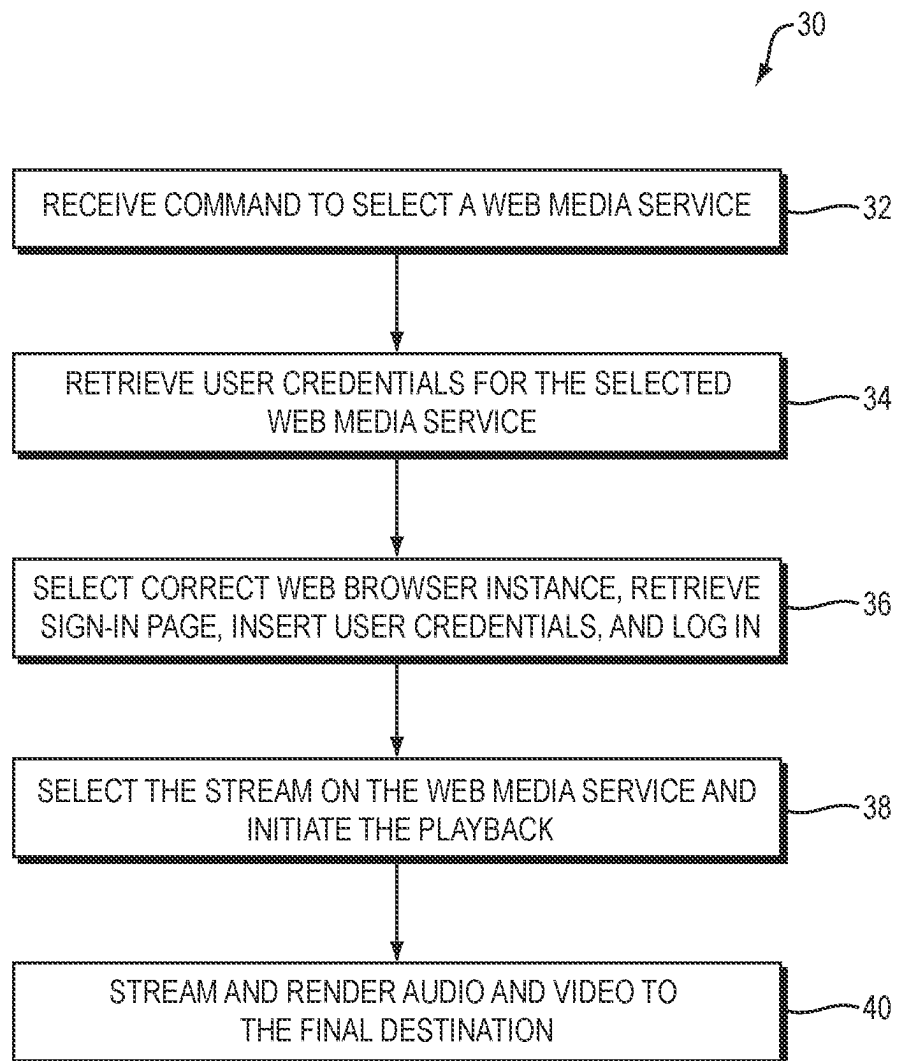 30
RECEIVE COMMAND TO SELECT A WEB MEDIA SERVICE
32
RETRIEVE USER CREDENTIALS FOR THE SELECTED
WEB MEDIA SERVICE
34
SELECT CORRECT WEB BROWSER INSTANCE, RETRIEVE
SIGN-IN PAGE, INSERT USER CREDENTIALS, AND LOG IN
36
SELECT THE STREAM ON THE WEB MEDIA SERVICE AND
INITIATE THE PLAYBACK
38
STREAM AND RENDER AUDIO AND VIDEO TO
THE FINAL DESTINATION
40